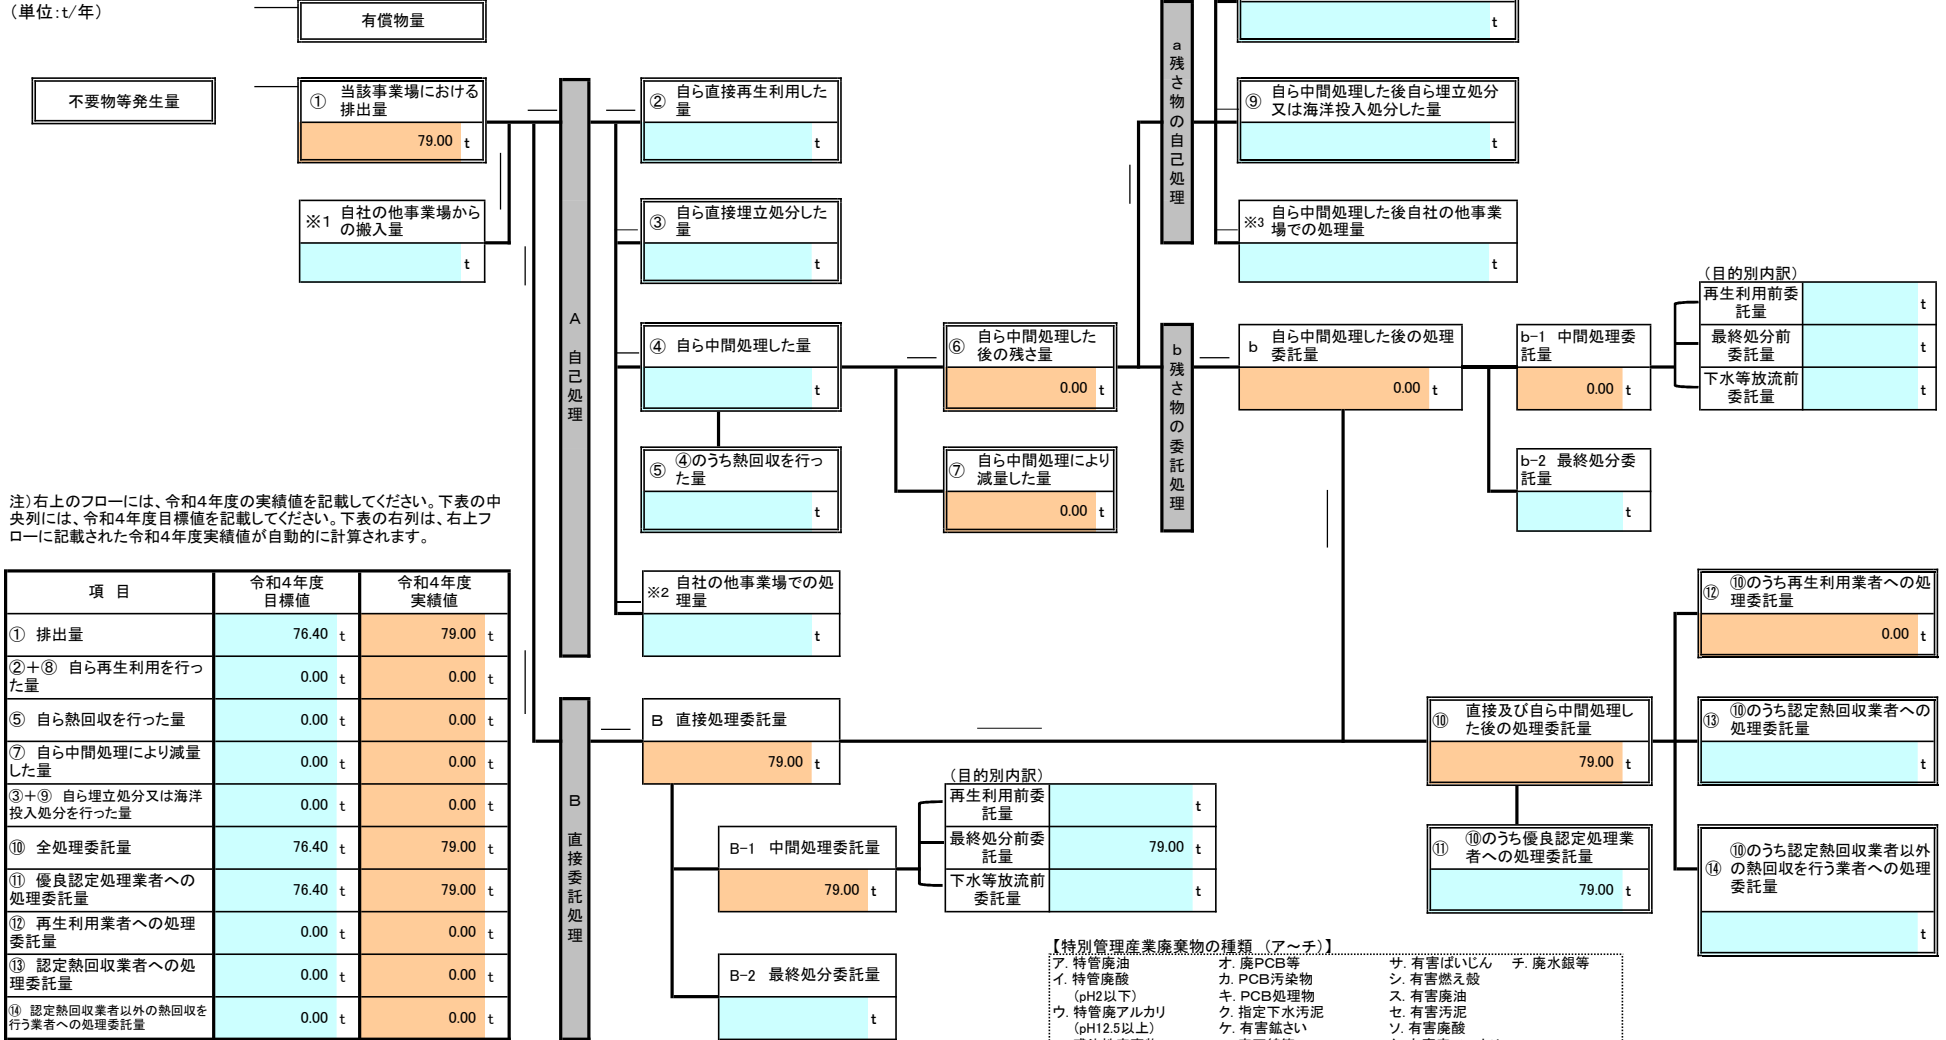 （単位：t/年）
有償物量
t
不要物等発生量
① 当該事業場における
排出量
79.00 t
※1 自社の他事業場から
の搬入量
t
A 自己処理
② 自ら直接再生利用した
量
t
③ 自ら直接埋立処分した
量
t
④ 自ら中間処理した量
t
⑤ ④のうち熱回収を行っ
た量
t
※2 自社の他事業場での処
理量
t
⑥ 自ら中間処理した
後の残さ量
0.00 t
⑦ 自ら中間処理により
減量した量
0.00 t
a 残さ物の自己処理
⑨ 自ら中間処理した後自ら埋立処分
又は海洋投入処分した量
t
※3 自ら中間処理した後自社の他事業
場での処理量
t
b 残さ物の委託処理
b 自ら中間処理した後の処理
委託量
0.00 t
b-1 中間処理委
託量
0.00 t
b-2 最終処分委
託量
t
（目的別内訳）
再生利用前委
託量
t
最終処分前
委託量
t
下水等放流前
委託量
t
注）右上のフローには、令和４年度の実績値を記載してください。下表の中
央列には、令和４年度目標値を記載してください。下表の右列は、右上フ
ローに記載された令和４年度実績値が自動的に計算されます。
項 目
令和４年度
目標値
令和４年度
実績値
① 排出量
76.40 t 79.00 t
②＋⑧ 自ら再生利用を行っ
た量
0.00 t 0.00 t
⑤ 自ら熱回収を行った量
0.00 t 0.00 t
⑦ 自ら中間処理により減量
した量
0.00 t 0.00 t
③＋⑨ 自ら埋立処分又は海洋
投入処分を行った量
0.00 t 0.00 t
⑩ 全処理委託量
76.40 t 79.00 t
⑪ 優良認定処理業者への
処理委託量
76.40 t 79.00 t
⑫ 再生利用業者への処理
委託量
0.00 t 0.00 t
⑬ 認定熱回収業者への処
理委託量
0.00 t 0.00 t
⑭ 認定熱回収業者以外の熱回収を
行う業者への処理委託量
0.00 t 0.00 t
B 直接委託処理
B 直接処理委託量
79.00 t
B-1 中間処理委託量
79.00 t
B-2 最終処分委託量
t
（目的別内訳）
再生利用前委
託量
t
最終処分前委
託量
79.00 t
下水等放流前
委託量
t
⑩ 直接及び自ら中間処理し
た後の処理委託量
79.00 t
⑪ ⑩のうち優良認定処理業
者への処理委託量
79.00 t
⑫ ⑩のうち再生利用業者への処
理委託量
0.00 t
⑬ ⑩のうち認定熱回収業者への
処理委託量
t
⑭ ⑩のうち認定熱回収業者以外
の熱回収を行う業者への処理
委託量
t
【特別管理産業廃棄物の種類 （ア～チ）】
ア. 特管廃油 オ. 廃PCB等 サ. 有害ばいじん チ. 廃水銀等
イ. 特管廃酸 カ. PCB汚染物 シ. 有害燃え殻
（pH2以下） キ. PCB処理物 ス. 有害廃油
ウ. 特管廃アルカリ ク. 指定下水汚泥 セ. 有害汚泥
（pH12.5以上） ケ. 有害鉱さい ソ. 有害廃酸